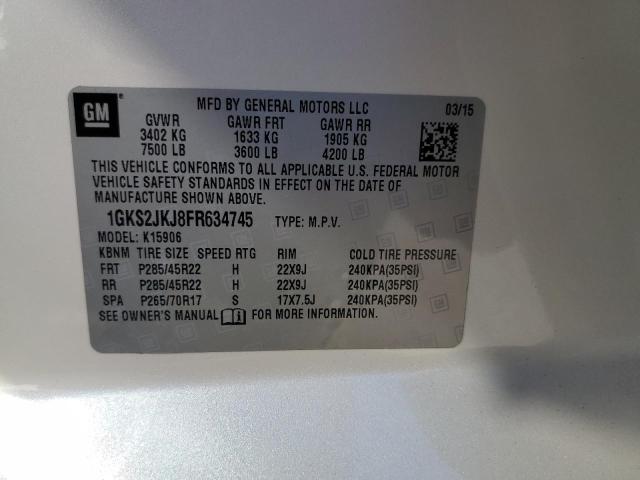 GM
MFD BY GENERAL MOTORS LLC 03/15
GVWR GAWR FRT GAWR RR
3402 KG 1633 KG 1905 KG
7500 LB 3600 LB 4200 LB
THIS VEHICLE CONFORMS TO ALL APPLICABLE U.S. FEDERAL MOTOR
VEHICLE SAFETY STANDARDS IN EFFECT ON THE DATE OF
MANUFACTURE SHOWN ABOVE.
1GKS2JKJ8FR634745 TYPE: M.P.V.
MODEL: K15906
KBNM TIRE SIZE SPEED RTG RIM COLD TIRE PRESSURE
FRT P285/45R22 H 22X9J 240KPA(35PSI)
RR P285/45R22 H 22X9J 240KPA(35PSI)
SPA P265/70R17 S 17X7.5J 240KPA(35PSI)
SEE OWNER'S MANUAL FOR MORE INFORMATION.